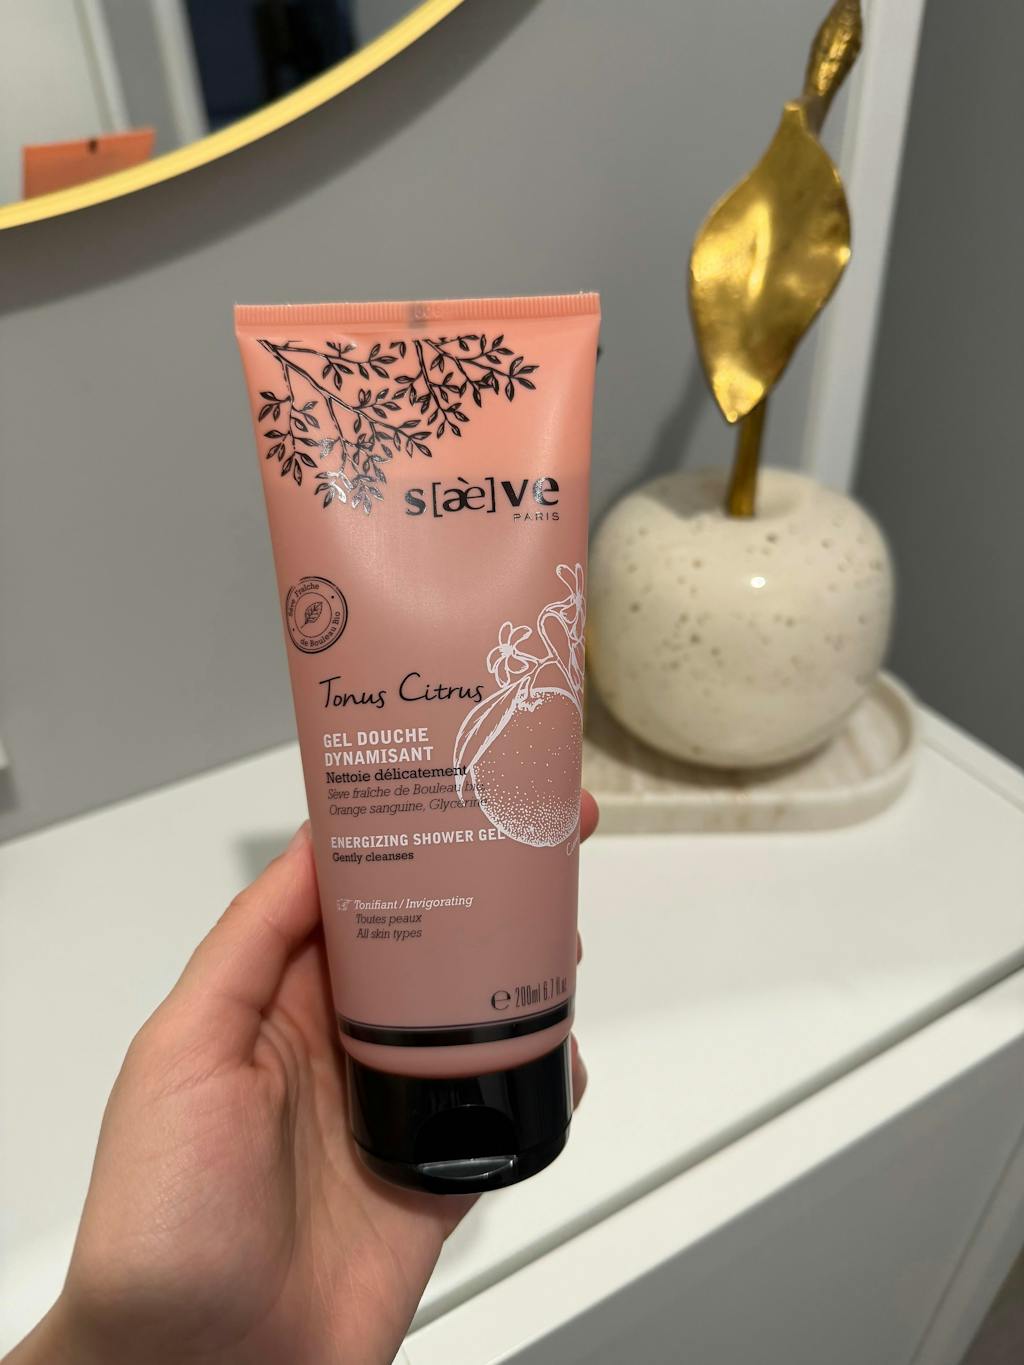 s[æ]ve
PARIS
Sève Fraîche
de Bouleau Bio
Tonus Citrus
GEL DOUCHE
DYNAMISANT
Nettoie délicatement
Sève fraîche de Bouleau bio
Orange sanguine, Glycérine
ENERGIZING SHOWER GEL
Gently cleanses
Tonifiant / Invigorating
Toutes peaux
All skin types
℮ 200ml 6.7 fl.oz